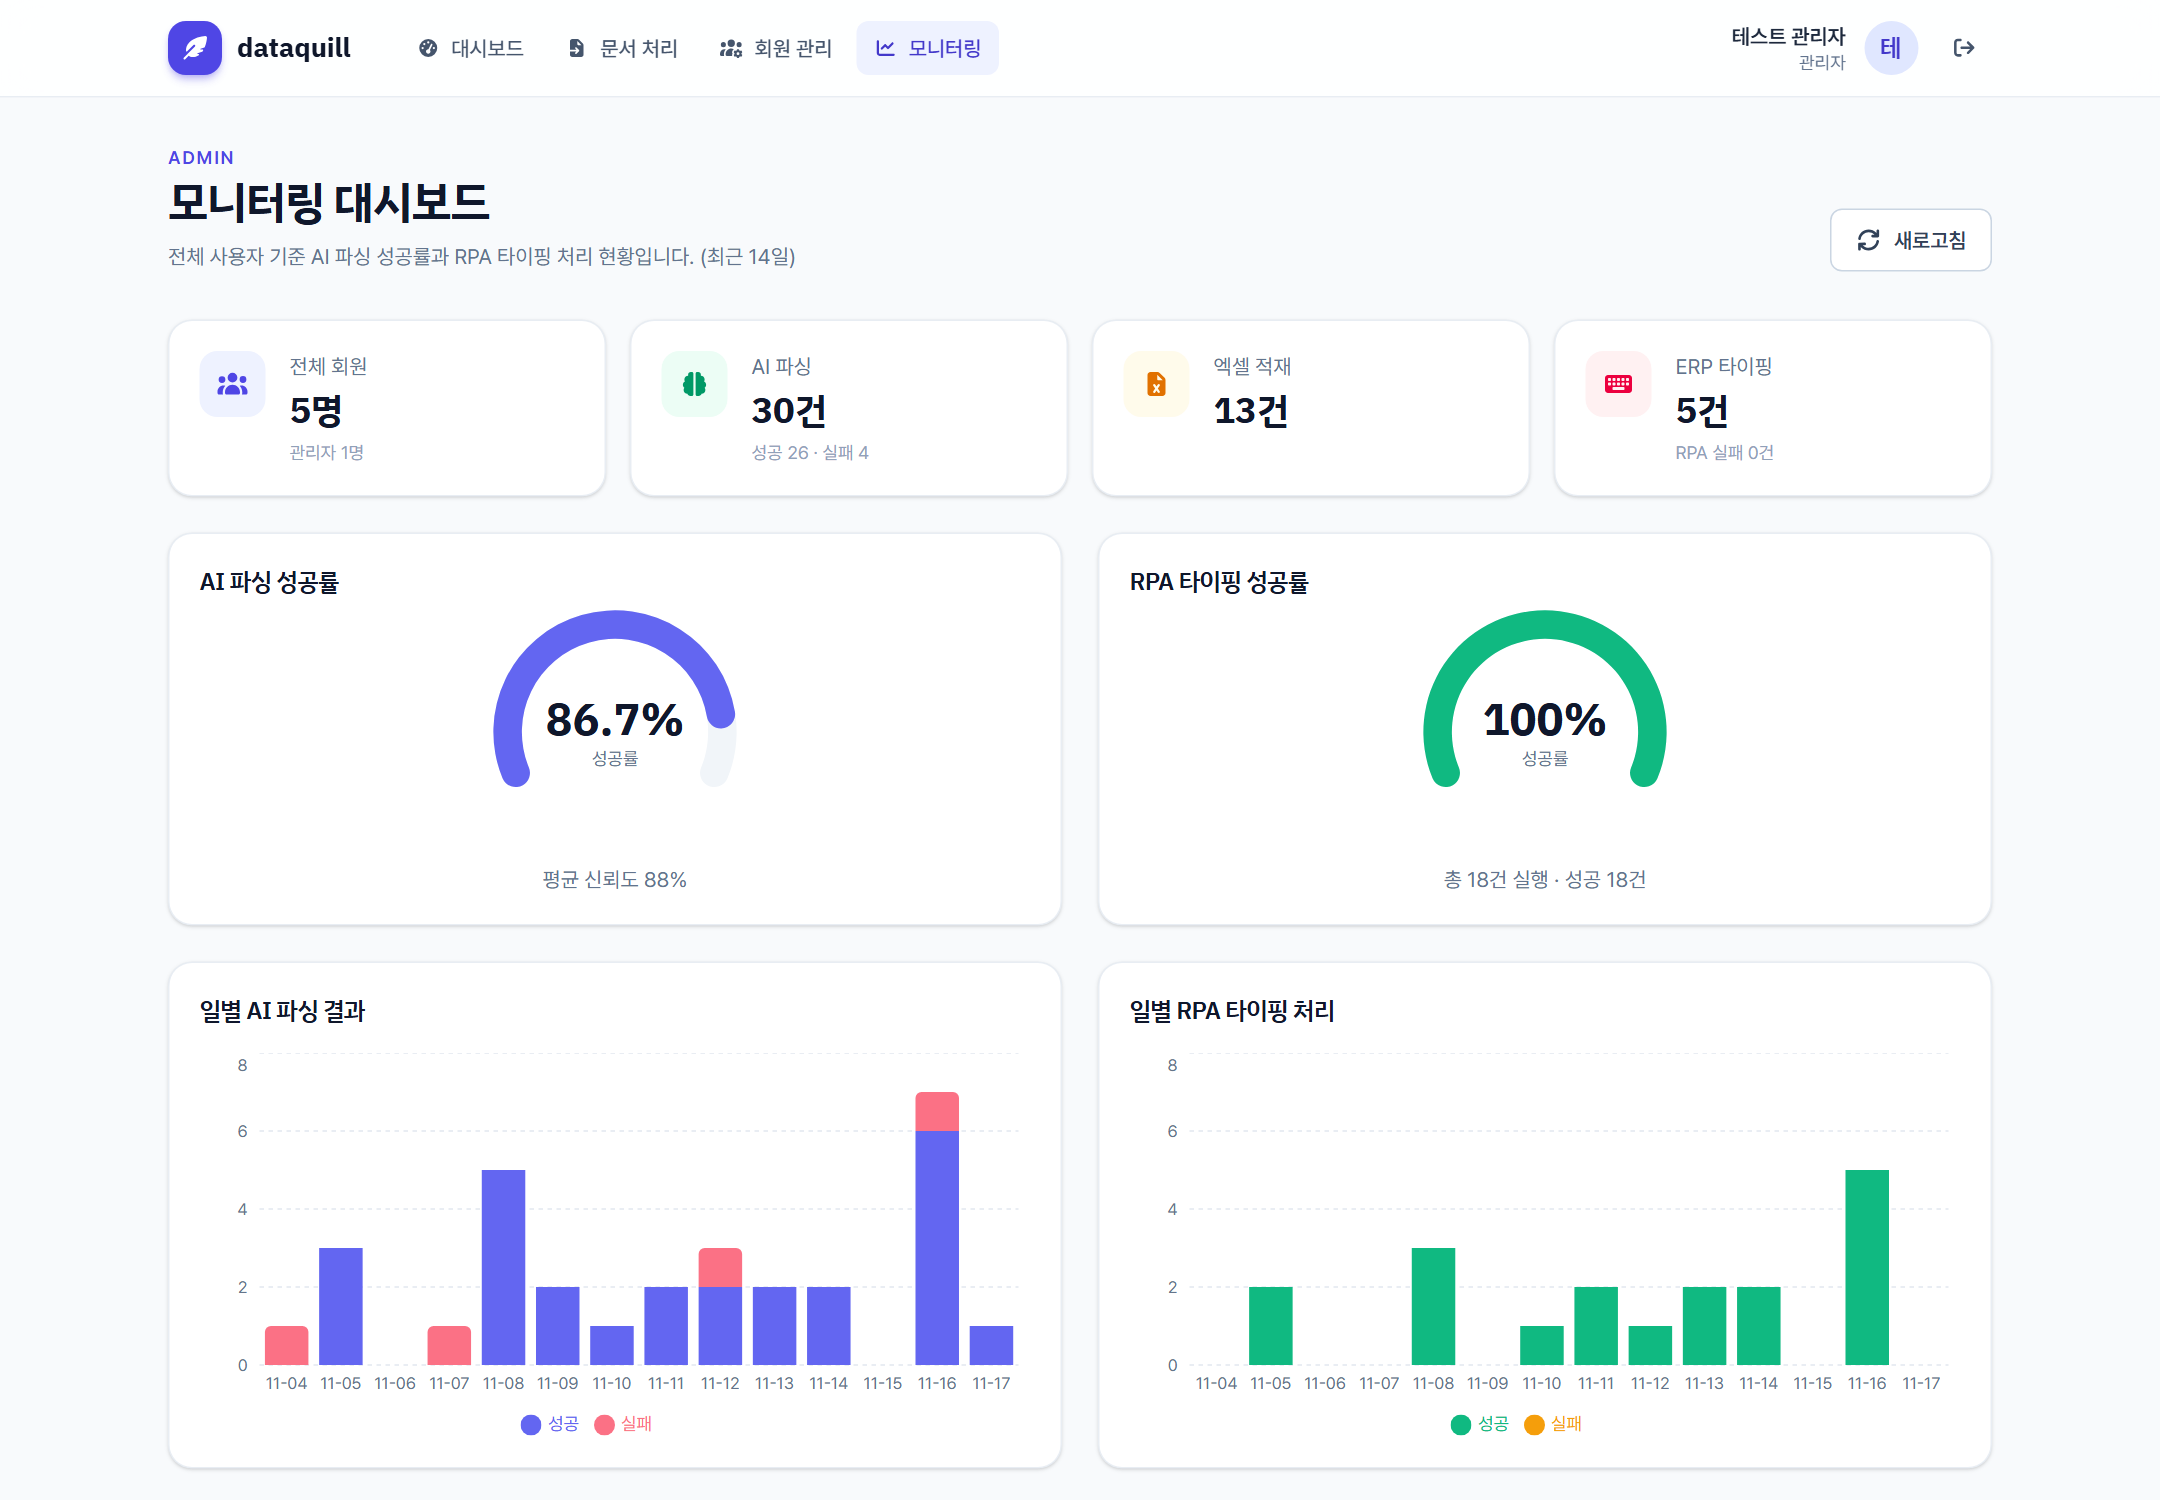 dataquill
대시보드
문서 처리
회원 관리
모니터링
테스트 관리자
관리자
테
ADMIN
모니터링 대시보드
전체 사용자 기준 AI 파싱 성공률과 RPA 타이핑 처리 현황입니다. (최근 14일)
새로고침
전체 회원
5명
관리자 1명
AI 파싱
30건
성공 26 · 실패 4
엑셀 적재
13건
ERP 타이핑
5건
RPA 실패 0건
AI 파싱 성공률
86.7%
성공률
평균 신뢰도 88%
RPA 타이핑 성공률
100%
성공률
총 18건 실행 · 성공 18건
일별 AI 파싱 결과
8
6
4
2
0
11-04 11-05 11-06 11-07 11-08 11-09 11-10 11-11 11-12 11-13 11-14 11-15 11-16 11-17
성공 실패
일별 RPA 타이핑 처리
8
6
4
2
0
11-04 11-05 11-06 11-07 11-08 11-09 11-10 11-11 11-12 11-13 11-14 11-15 11-16 11-17
성공 실패